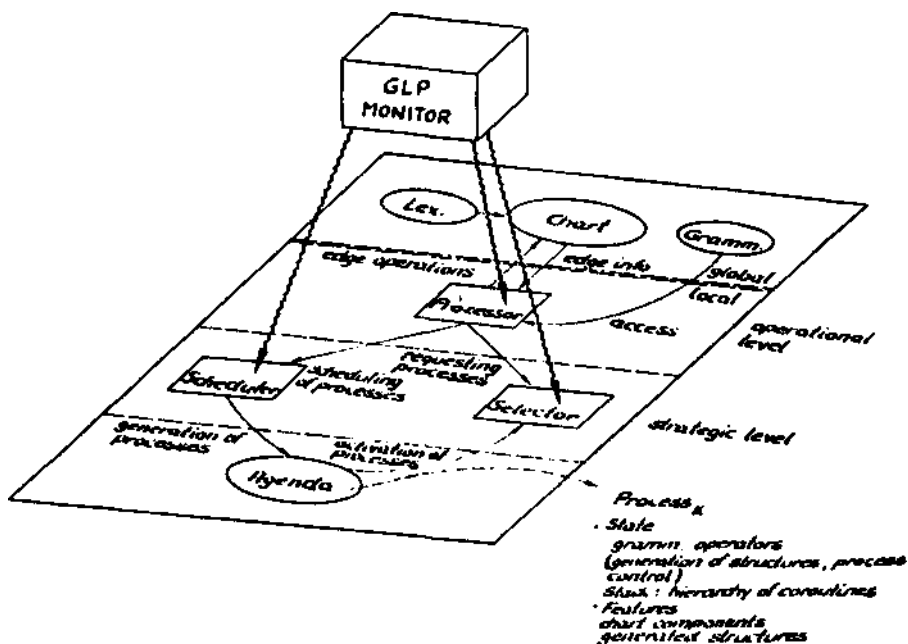 GLP
MONITOR
Lex.
Chart
Gramm.
edge operations
edge info
global
local
Processor
access
operational
level
requesting
processes
Scheduler
scheduling
of processes
Selector
strategic level
generation of
processes
activation of
processes
Agenda
Process K
· State
gramm. operators
(generation of structures, process
control)
Stack : hierarchy of coroutines
· Features
chart components
generated structures